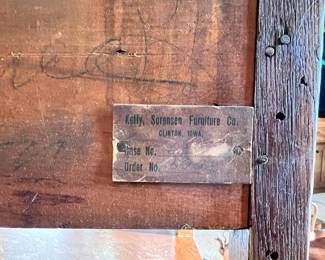 Kelly, Sorensen Furniture Co.
CLINTON, IOWA.
Case No.
Order No.